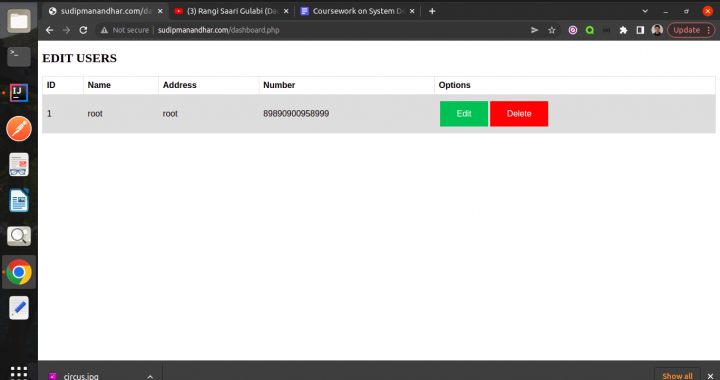 sudipmanandhar.com/da
(3) Rangi Saari Gulabi (Da
Coursework on System De
Not secure | sudipmanandhar.com/dashboard.php
Update
EDIT USERS
ID Name Address Number Options
1 root root 89890900958999 Edit Delete
circus.jpg
Show all